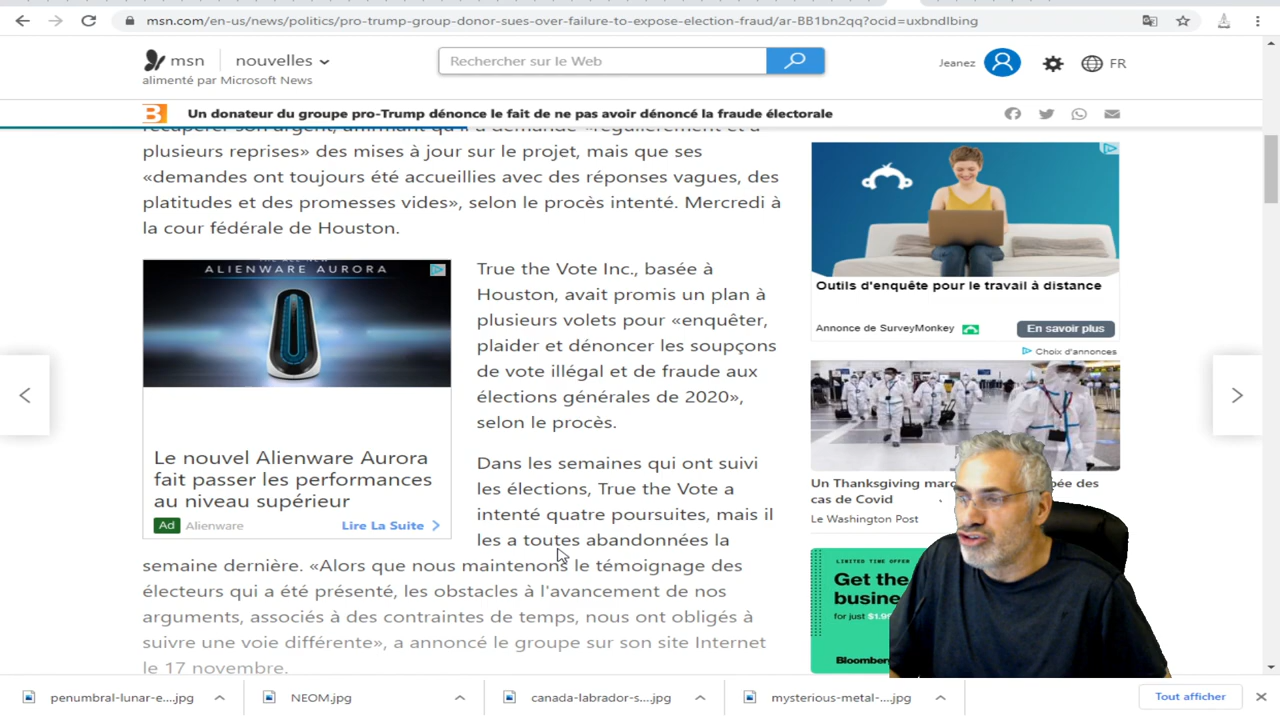 msn.com/en-us/news/politics/pro-trump-group-donor-sues-over-failure-to-expose-election-fraud/ar-BB1bn2qq?ocid=uxbndlbing
msn
nouvelles
alimenté par Microsoft News
Rechercher sur le Web
Jeanez
FR
Un donateur du groupe pro-Trump dénonce le fait de ne pas avoir dénoncé la fraude électorale
récupérer son argent, affirmant qu'il a demandé «régulièrement et à
plusieurs reprises» des mises à jour sur le projet, mais que ses
«demandes ont toujours été accueillies avec des réponses vagues, des
platitudes et des promesses vides», selon le procès intenté. Mercredi à
la cour fédérale de Houston.
ALIENWARE AURORA
Le nouvel Alienware Aurora
fait passer les performances
au niveau supérieur
Ad Alienware
Lire La Suite
True the Vote Inc., basée à
Houston, avait promis un plan à
plusieurs volets pour «enquêter,
plaider et dénoncer les soupçons
de vote illégal et de fraude aux
élections générales de 2020»,
selon le procès.
Dans les semaines qui ont suivi
les élections, True the Vote a
intenté quatre poursuites, mais il
les a toutes abandonnées la
semaine dernière. «Alors que nous maintenons le témoignage des
électeurs qui a été présenté, les obstacles à l'avancement de nos
arguments, associés à des contraintes de temps, nous ont obligés à
suivre une voie différente», a annoncé le groupe sur son site Internet
le 17 novembre.
Outils d'enquête pour le travail à distance
Annonce de SurveyMonkey
En savoir plus
Choix d'annonces
Un Thanksgiving
des
cas de Covid
Le Washington Post
LIMITED TIME OFFER
Get the
for just
penumbral-lunar-e....jpg
NEOM.jpg
canada-labrador-s....jpg
mysterious-metal-....jpg
Tout afficher